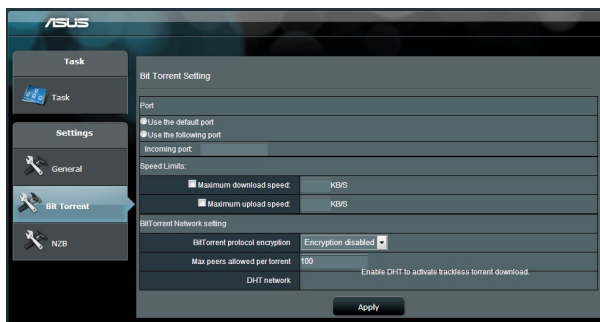 ASUS
Task
Task
Settings
General
Bit Torrent
NZB
Bit Torrent Setting
Port
Use the default port
Use the following port
Incoming port:
Speed Limits:
Maximum download speed: KB/S
Maximum upload speed: KB/S
BitTorrent Network setting
BitTorrent protocol encryption Encryption disabled
Max peers allowed per torrent 100
DHT network Enable DHT to activate trackless torrent download.
Apply